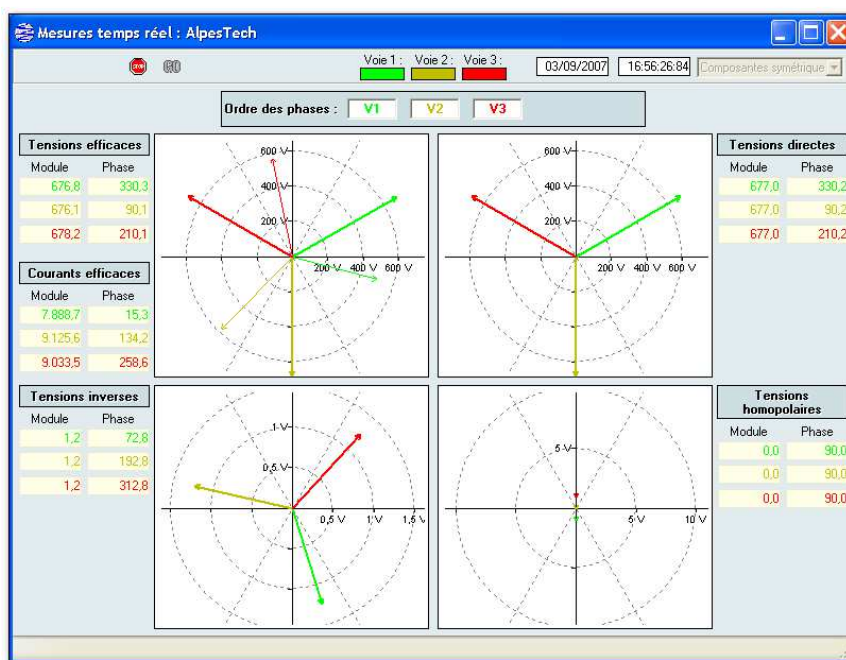 Mesures temps réel : AlpesTech
STOP GO Voie 1 : Voie 2 : Voie 3 : 03/09/2007 16:56:26:84 Composantes symétrique
Ordre des phases : V1 V2 V3
Tensions efficaces
Module Phase
676,8 330,3
676,1 90,1
678,2 210,1
Courants efficaces
Module Phase
7.888,7 15,3
9.125,6 134,2
9.033,5 258,6
600 V
400 V
200 V
200 V 400 V 600 V
600 V
400 V
200 V
200 V 400 V 600 V
Tensions directes
Module Phase
677,0 330,2
677,0 90,2
677,0 210,2
Tensions inverses
Module Phase
1,2 72,8
1,2 192,8
1,2 312,8
1 V
0,5 V
0,5 V 1 V 1,5 V
5 V
5 V 10 V
Tensions
homopolaires
Module Phase
0,0 90,0
0,0 90,0
0,0 90,0